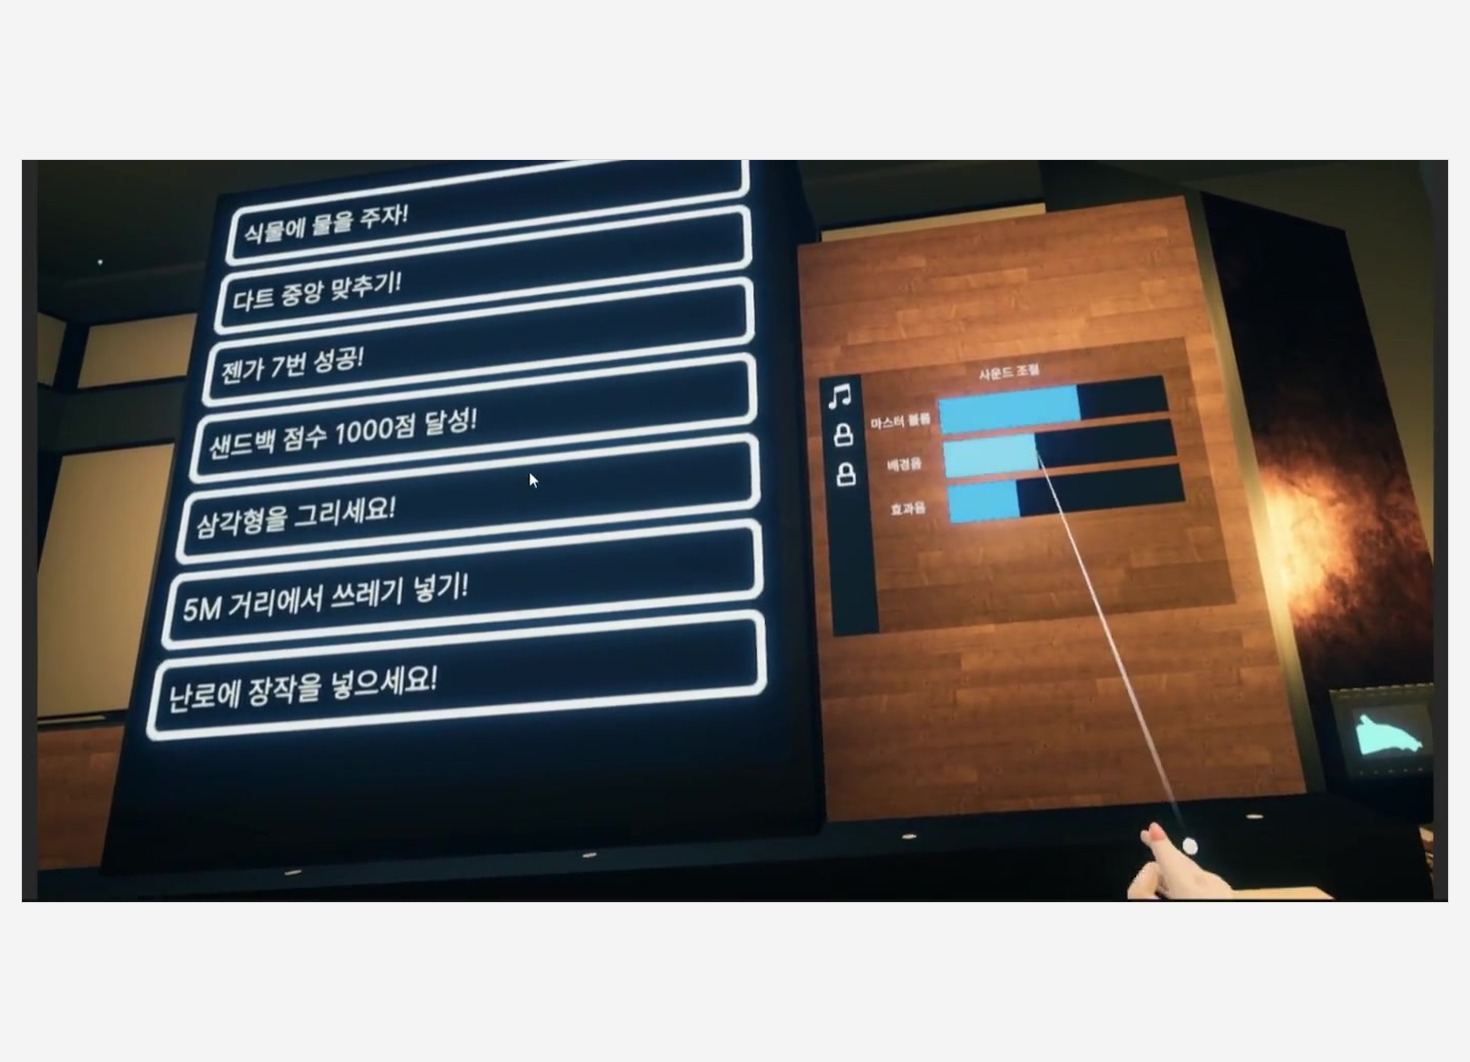 식물에 물을 주자!
다트 중앙 맞추기!
젠가 7번 성공!
샌드백 점수 1000점 달성!
삼각형을 그리세요!
5M 거리에서 쓰레기 넣기!
난로에 장작을 넣으세요!
사운드 조절
마스터 볼륨
배경음
효과음